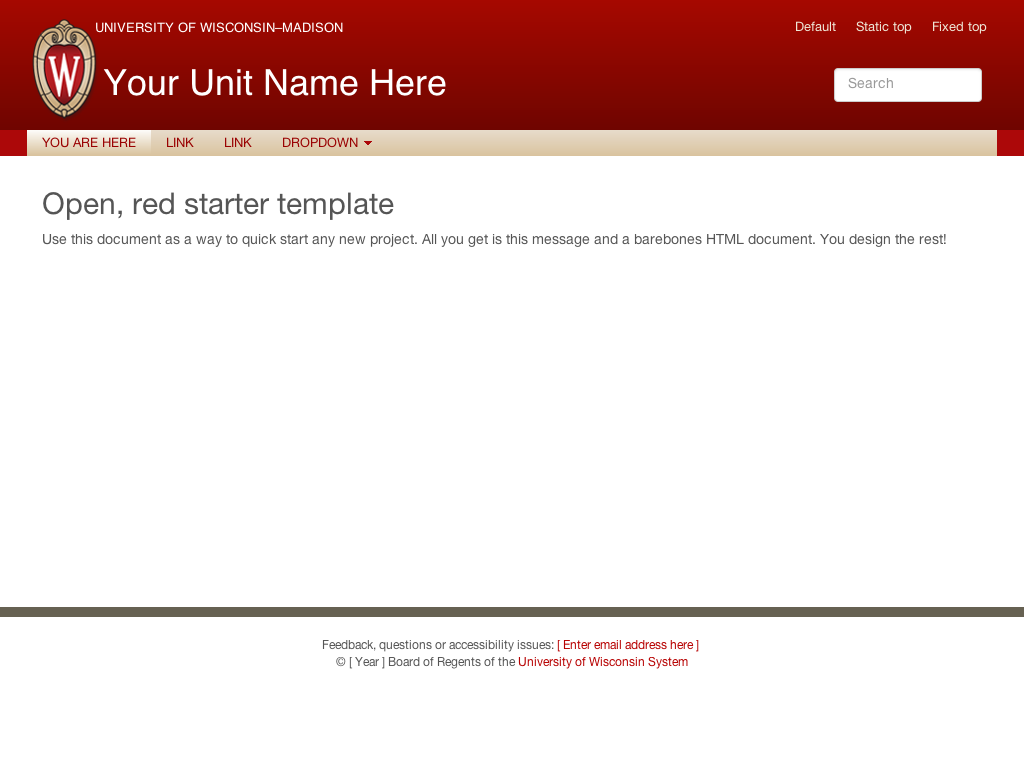 UNIVERSITY OF WISCONSIN–MADISON
Default Static top Fixed top
W
Your Unit Name Here
Search
YOU ARE HERE LINK LINK DROPDOWN
Open, red starter template
Use this document as a way to quick start any new project. All you get is this message and a barebones HTML document. You design the rest!
Feedback, questions or accessibility issues: [ Enter email address here ]
© [ Year ] Board of Regents of the University of Wisconsin System